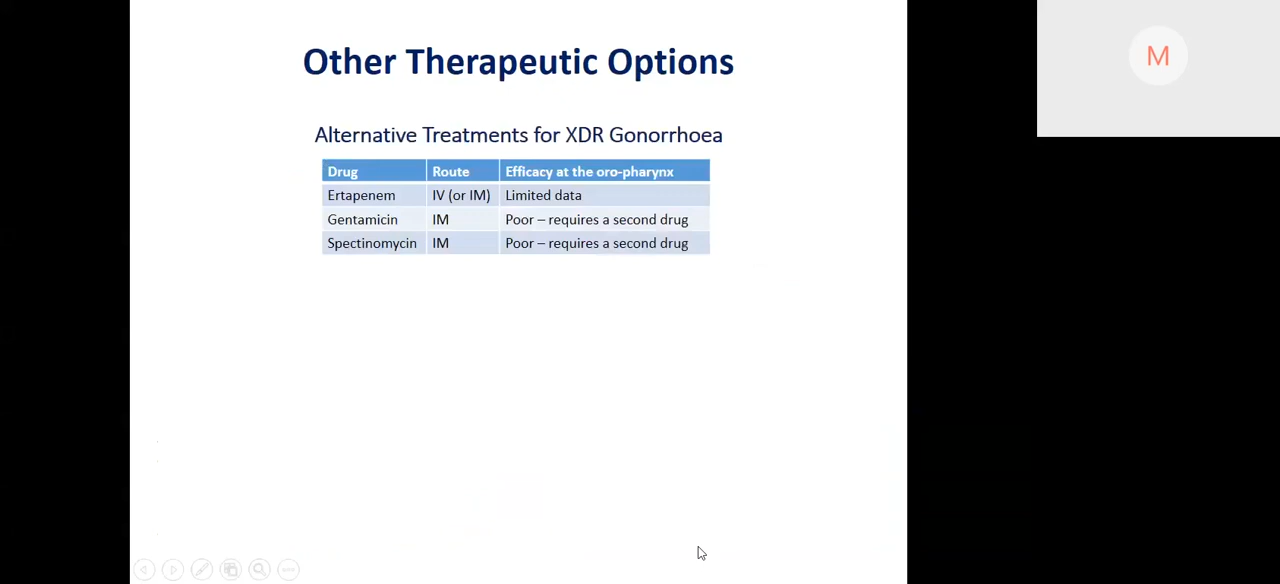 Other Therapeutic Options
M
Alternative Treatments for XDR Gonorrhoea
Drug Route Efficacy at the oro-pharynx
Ertapenem IV (or IM) Limited data
Gentamicin IM Poor – requires a second drug
Spectinomycin IM Poor – requires a second drug